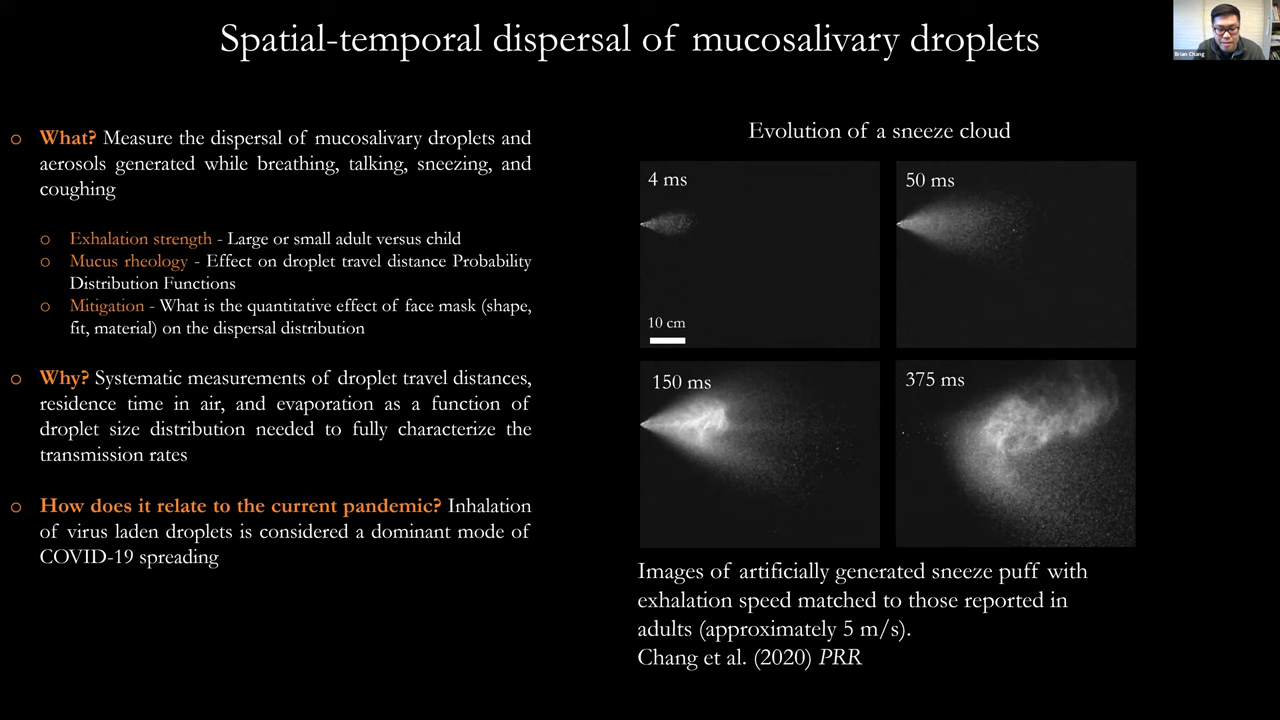 Spatial-temporal dispersal of mucosalivary droplets
Brian Chang
What? Measure the dispersal of mucosalivary droplets and
aerosols generated while breathing, talking, sneezing, and
coughing
Exhalation strength - Large or small adult versus child
Mucus rheology - Effect on droplet travel distance Probability
Distribution Functions
Mitigation - What is the quantitative effect of face mask (shape,
fit, material) on the dispersal distribution
Why? Systematic measurements of droplet travel distances,
residence time in air, and evaporation as a function of
droplet size distribution needed to fully characterize the
transmission rates
How does it relate to the current pandemic? Inhalation
of virus laden droplets is considered a dominant mode of
COVID-19 spreading
Evolution of a sneeze cloud
4 ms
50 ms
10 cm
150 ms
375 ms
Images of artificially generated sneeze puff with
exhalation speed matched to those reported in
adults (approximately 5 m/s).
Chang et al. (2020) PRR